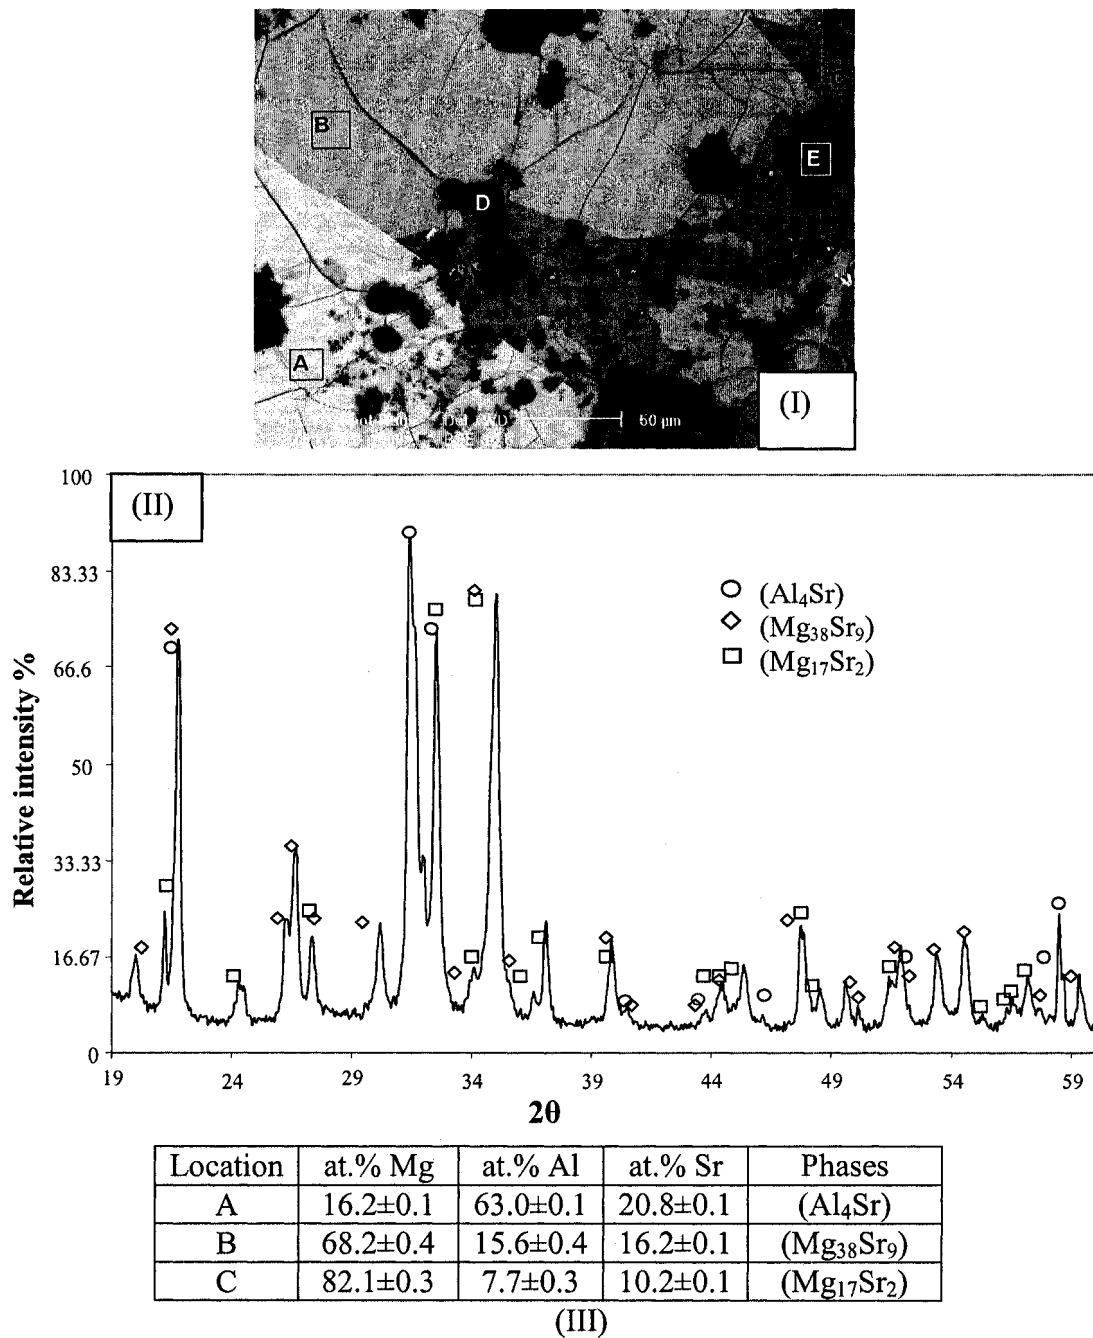 B
E
D
A
50 µm
(I)
(II)
100
83.33
66.6
50
33.33
16.67
0
Relative intensity %
(Al₄Sr)
(Mg₃₈Sr₉)
(Mg₁₇Sr₂)
19 24 29 34 39 44 49 54 59
2θ
Location at.% Mg at.% Al at.% Sr Phases
A 16.2±0.1 63.0±0.1 20.8±0.1 (Al₄Sr)
B 68.2±0.4 15.6±0.4 16.2±0.1 (Mg₃₈Sr₉)
C 82.1±0.3 7.7±0.3 10.2±0.1 (Mg₁₇Sr₂)
(III)